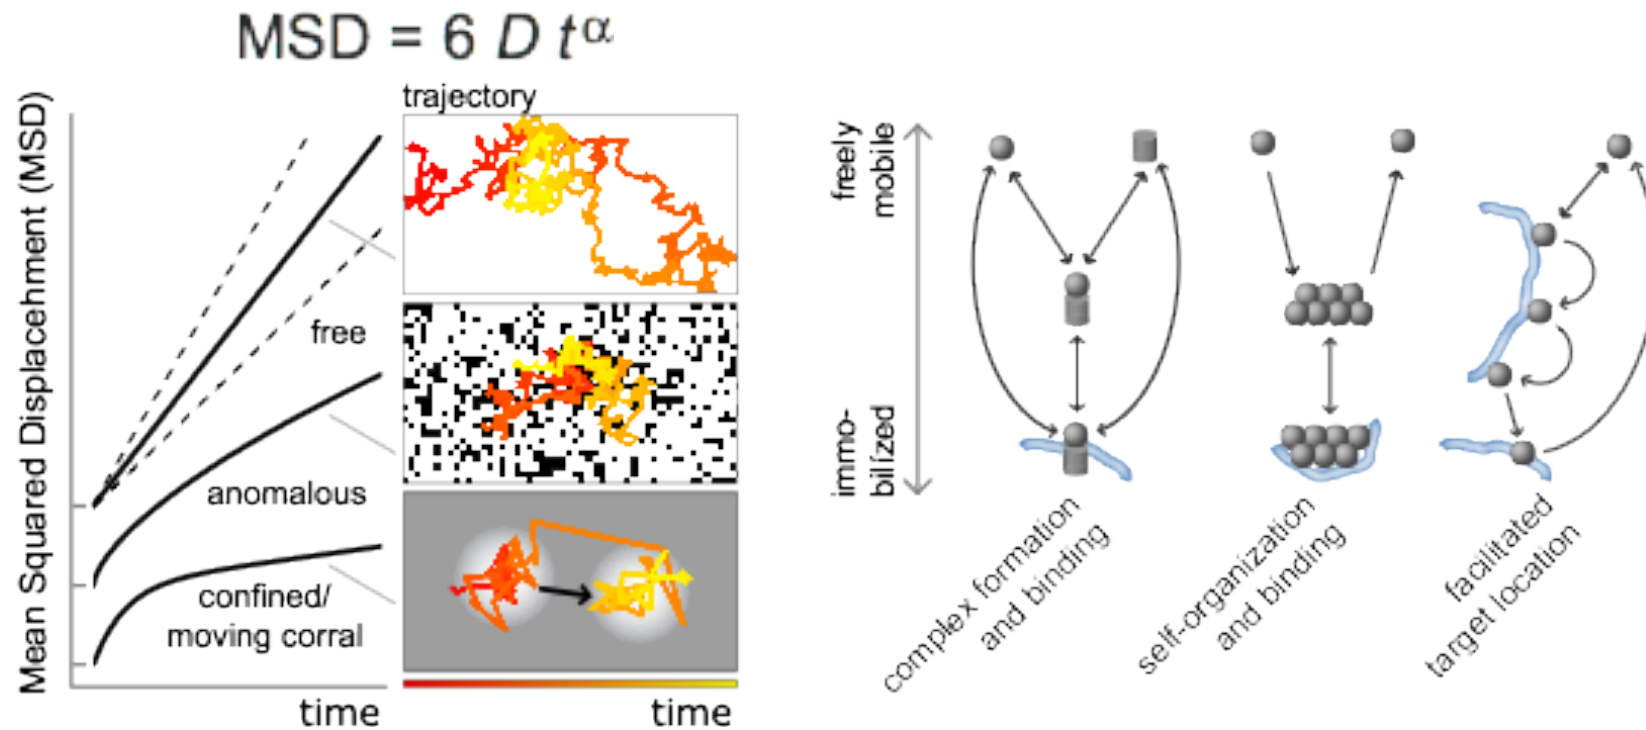 MSD = 6 D tα
Mean Squared Displacehment (MSD)
trajectory
free
anomalous
confined/
moving corral
time
time
freely
mobile
immo-
bilized
complex formation
and binding
self-organization
and binding
facilitated
target location